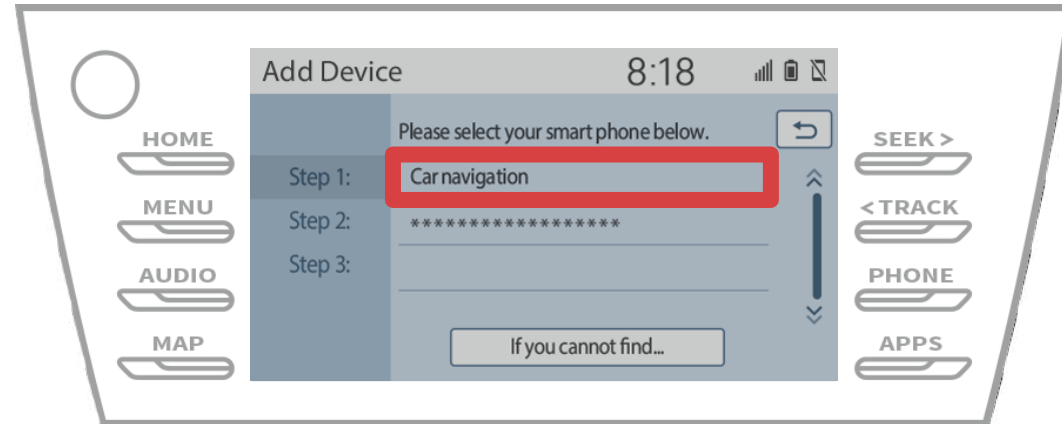 Add Device 8:18
HOME
Please select your smart phone below.
SEEK >
Step 1: Car navigation
MENU
< TRACK
Step 2: ******************
AUDIO
Step 3:
PHONE
MAP
If you cannot find...
APPS